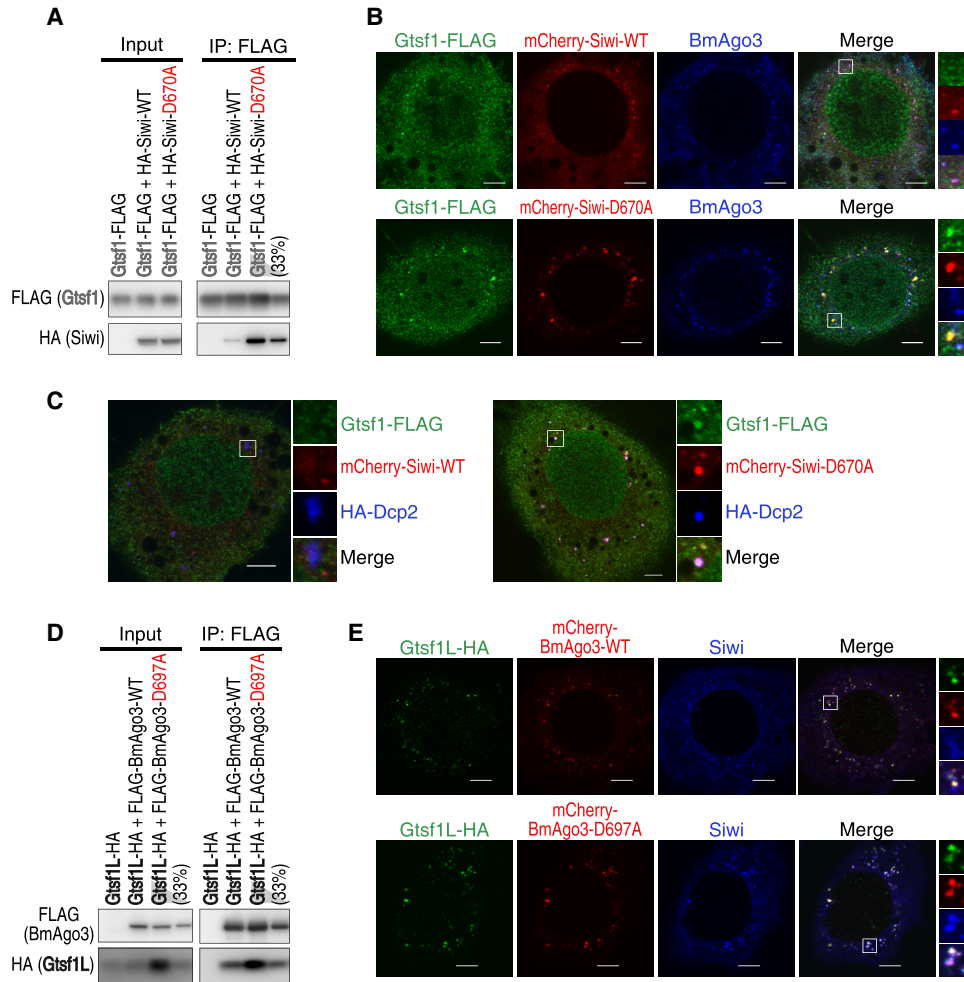 A
Input
IP: FLAG
Gtsf1-FLAG
Gtsf1-FLAG + HA-Siwi-WT
Gtsf1-FLAG + HA-Siwi-D670A
Gtsf1-FLAG
Gtsf1-FLAG + HA-Siwi-WT
Gtsf1-FLAG + HA-Siwi-D670A
(33%)
FLAG (Gtsf1)
HA (Siwi)
B
Gtsf1-FLAG
mCherry-Siwi-WT
BmAgo3
Merge
Gtsf1-FLAG
mCherry-Siwi-D670A
BmAgo3
Merge
C
Gtsf1-FLAG
mCherry-Siwi-WT
HA-Dcp2
Merge
Gtsf1-FLAG
mCherry-Siwi-D670A
HA-Dcp2
Merge
D
Input
IP: FLAG
Gtsf1L-HA
Gtsf1L-HA + FLAG-BmAgo3-WT
Gtsf1L-HA + FLAG-BmAgo3-D697A
(33%)
Gtsf1L-HA
Gtsf1L-HA + FLAG-BmAgo3-WT
Gtsf1L-HA + FLAG-BmAgo3-D697A
(33%)
FLAG
(BmAgo3)
HA (Gtsf1L)
E
Gtsf1L-HA
mCherry-
BmAgo3-WT
Siwi
Merge
Gtsf1L-HA
mCherry-
BmAgo3-D697A
Siwi
Merge